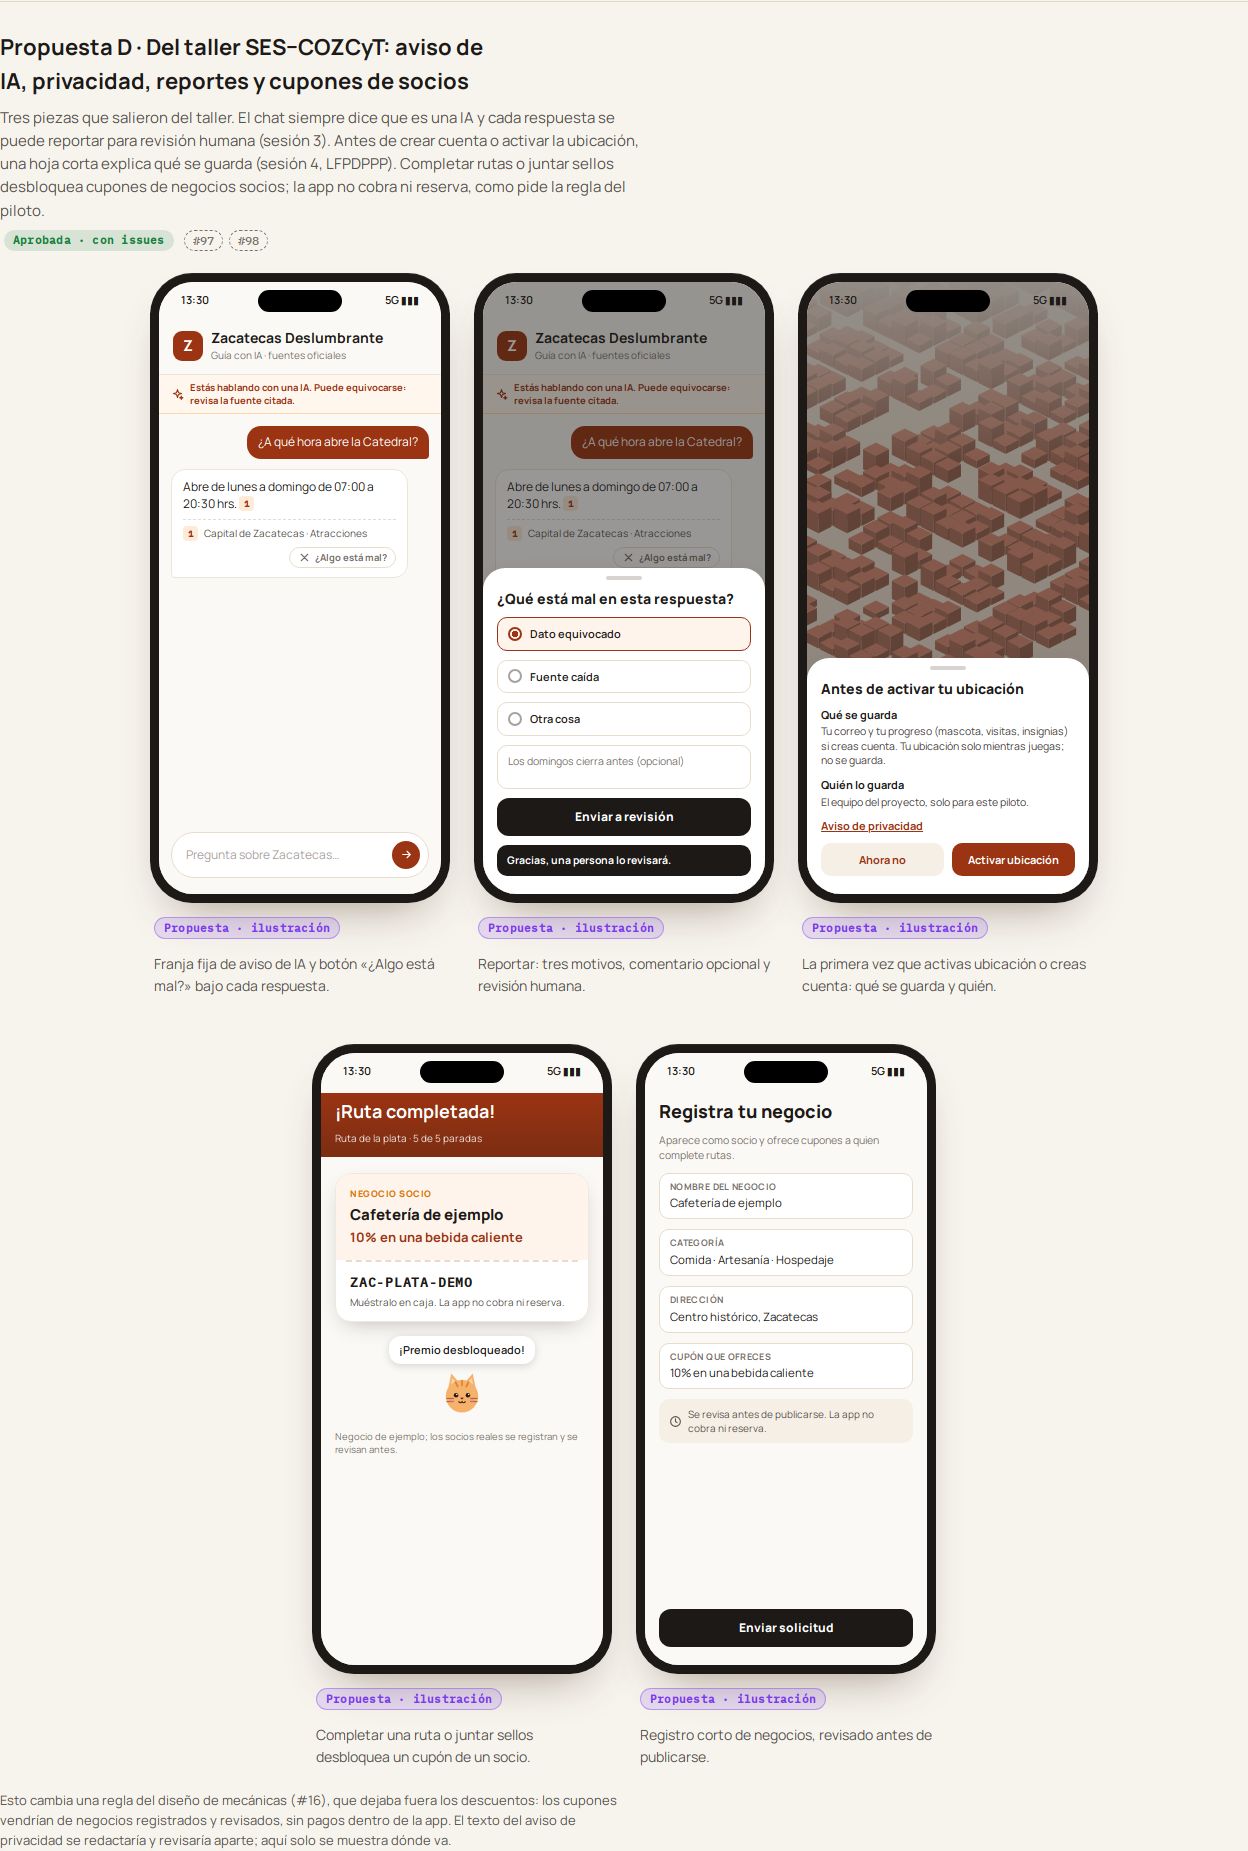 Propuesta D · Del taller SES-COZCyT: aviso de
IA, privacidad, reportes y cupones de socios
Tres piezas que salieron del taller. El chat siempre dice que es una IA y cada respuesta se
puede reportar para revisión humana (sesión 3). Antes de crear cuenta o activar la ubicación,
una hoja corta explica qué se guarda (sesión 4, LFPDPPP). Completar rutas o juntar sellos
desbloquea cupones de negocios socios; la app no cobra ni reserva, como pide la regla del
piloto.
Aprobada · con issues #97 #98
13:30 5G
Z
Zacatecas Deslumbrante
Guía con IA · fuentes oficiales
Estás hablando con una IA. Puede equivocarse:
revisa la fuente citada.
¿A qué hora abre la Catedral?
Abre de lunes a domingo de 07:00 a
20:30 hrs. 1
1 Capital de Zacatecas · Atracciones
¿Algo está mal?
Pregunta sobre Zacatecas...
Propuesta · ilustración
Franja fija de aviso de IA y botón «¿Algo está
mal?» bajo cada respuesta.
13:30 5G
Z
Zacatecas Deslumbrante
Guía con IA · fuentes oficiales
Estás hablando con una IA. Puede equivocarse:
revisa la fuente citada.
¿A qué hora abre la Catedral?
Abre de lunes a domingo de 07:00 a
20:30 hrs. 1
1 Capital de Zacatecas · Atracciones
¿Algo está mal?
¿Qué está mal en esta respuesta?
Dato equivocado
Fuente caída
Otra cosa
Los domingos cierra antes (opcional)
Enviar a revisión
Gracias, una persona lo revisará.
Propuesta · ilustración
Reportar: tres motivos, comentario opcional y
revisión humana.
13:30 5G
Antes de activar tu ubicación
Qué se guarda
Tu correo y tu progreso (mascota, visitas, insignias)
si creas cuenta. Tu ubicación solo mientras juegas;
no se guarda.
Quién lo guarda
El equipo del proyecto, solo para este piloto.
Aviso de privacidad
Ahora no
Activar ubicación
Propuesta · ilustración
La primera vez que activas ubicación o creas
cuenta: qué se guarda y quién.
13:30 5G
¡Ruta completada!
Ruta de la plata · 5 de 5 paradas
NEGOCIO SOCIO
Cafetería de ejemplo
10% en una bebida caliente
ZAC-PLATA-DEMO
Muéstralo en caja. La app no cobra ni reserva.
¡Premio desbloqueado!
Negocio de ejemplo; los socios reales se registran y se
revisan antes.
Propuesta · ilustración
Completar una ruta o juntar sellos
desbloquea un cupón de un socio.
13:30 5G
Registra tu negocio
Aparece como socio y ofrece cupones a quien
complete rutas.
NOMBRE DEL NEGOCIO
Cafetería de ejemplo
CATEGORÍA
Comida · Artesanía · Hospedaje
DIRECCIÓN
Centro histórico, Zacatecas
CUPÓN QUE OFRECES
10% en una bebida caliente
Se revisa antes de publicarse. La app no
cobra ni reserva.
Enviar solicitud
Propuesta · ilustración
Registro corto de negocios, revisado antes de
publicarse.
Esto cambia una regla del diseño de mecánicas (#16), que dejaba fuera los descuentos: los cupones
vendrían de negocios registrados y revisados, sin pagos dentro de la app. El texto del aviso de
privacidad se redactaría y revisaría aparte; aquí solo se muestra dónde va.